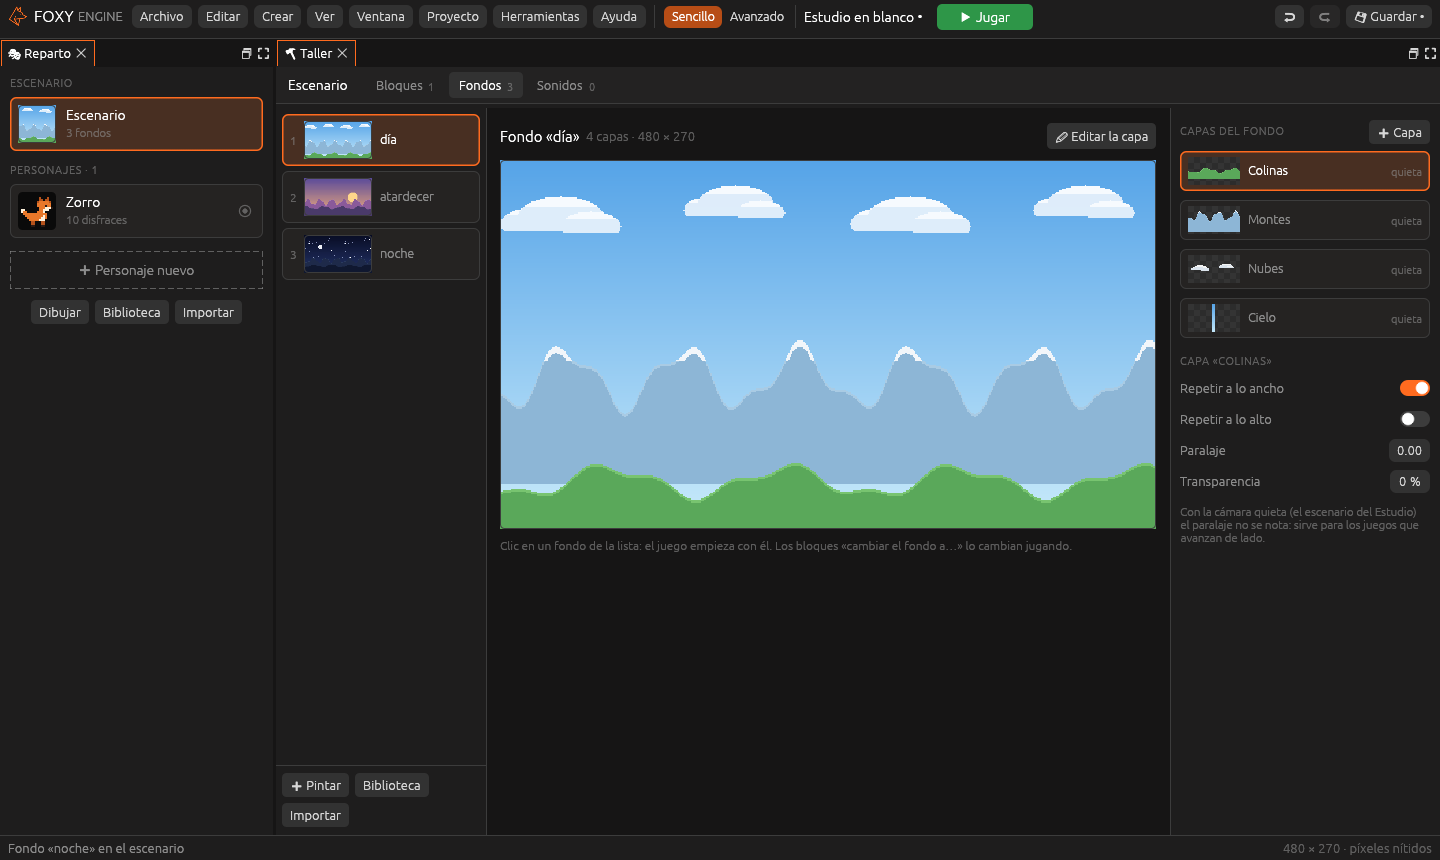 FOXY ENGINE Archivo Editar Crear Ver Ventana Proyecto Herramientas Ayuda Sencillo Avanzado Estudio en blanco • Jugar Guardar •
Reparto
Taller
ESCENARIO
Escenario
3 fondos
PERSONAJES · 1
Zorro
10 disfraces
Personaje nuevo
Dibujar Biblioteca Importar
Escenario Bloques 1 Fondos 3 Sonidos 0
1 día
2 atardecer
3 noche
+ Pintar Biblioteca
Importar
Fondo «día» 4 capas · 480 × 270 Editar la capa
Clic en un fondo de la lista: el juego empieza con él. Los bloques «cambiar el fondo a…» lo cambian jugando.
CAPAS DEL FONDO + Capa
Colinas quieta
Montes quieta
Nubes quieta
Cielo quieta
CAPA «COLINAS»
Repetir a lo ancho
Repetir a lo alto
Paralaje 0.00
Transparencia 0 %
Con la cámara quieta (el escenario del Estudio)
el paralaje no se nota: sirve para los juegos que
avanzan de lado.
Fondo «noche» en el escenario
480 × 270 · píxeles nítidos